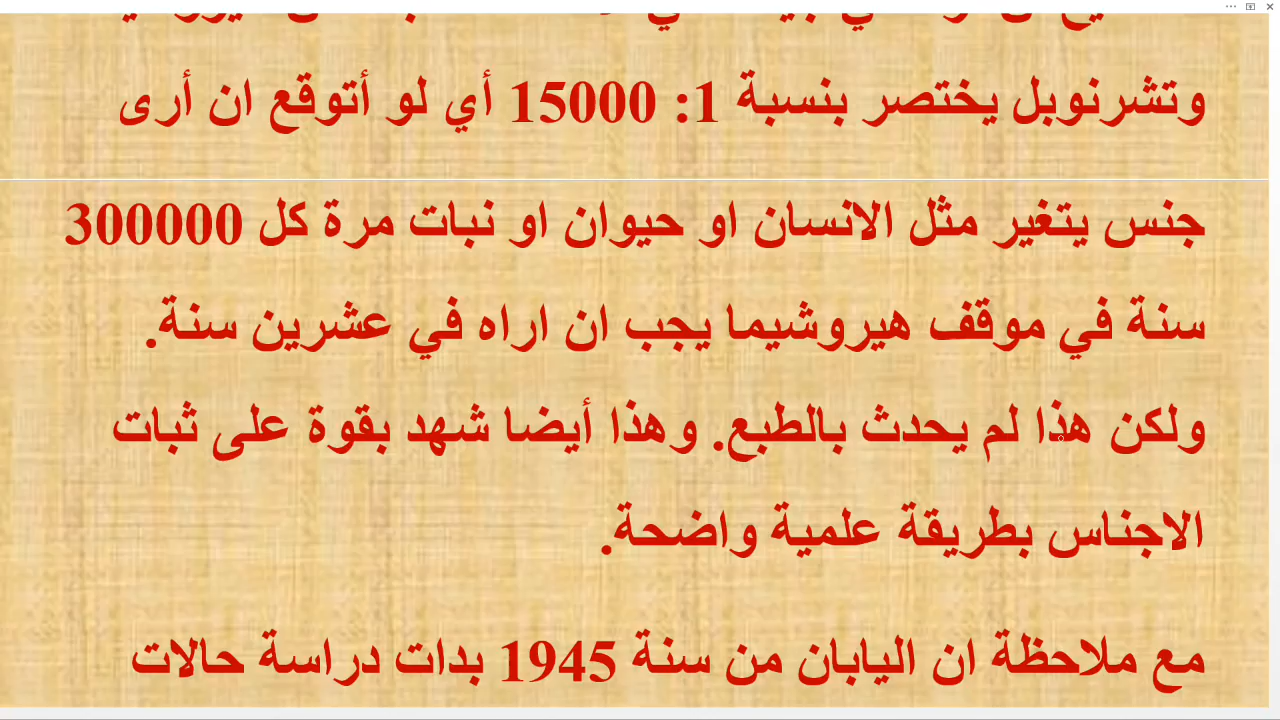 وتشرنوبل يختصر بنسبة 1: 15000 أي لو أتوقع ان أرى
جنس يتغير مثل الانسان او حيوان او نبات مرة كل 300000
سنة في موقف هيروشيما يجب ان اراه في عشرين سنة.
ولكن هذا لم يحدث بالطبع. وهذا أيضا شهد بقوة على ثبات
الاجناس بطريقة علمية واضحة.
مع ملاحظة ان اليابان من سنة 1945 بدات دراسة حالات